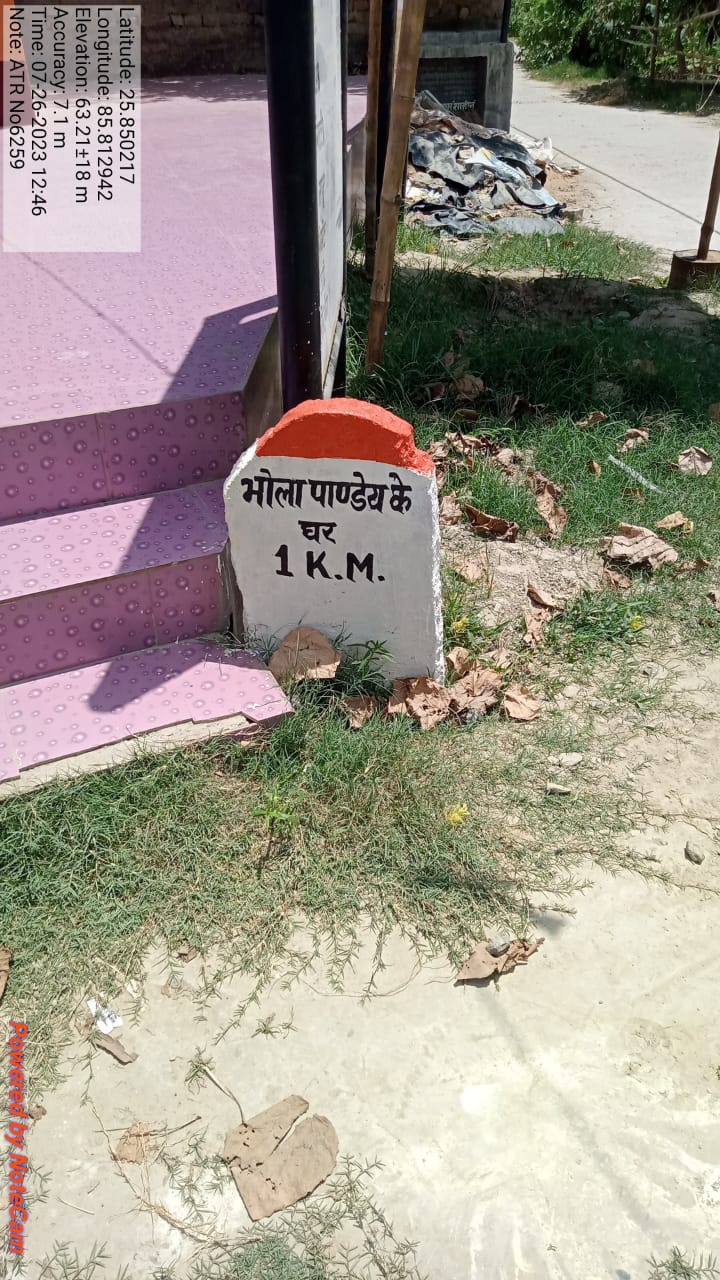 Latitude: 25.850217
Longitude: 85.812942
Elevation: 63.21±18 m
Accuracy: 7.1 m
Time: 07-26-2023 12:46
Note: ATR No6259
भोला पाण्डेय के
घर
1 K.M.
Powered by NoteCam